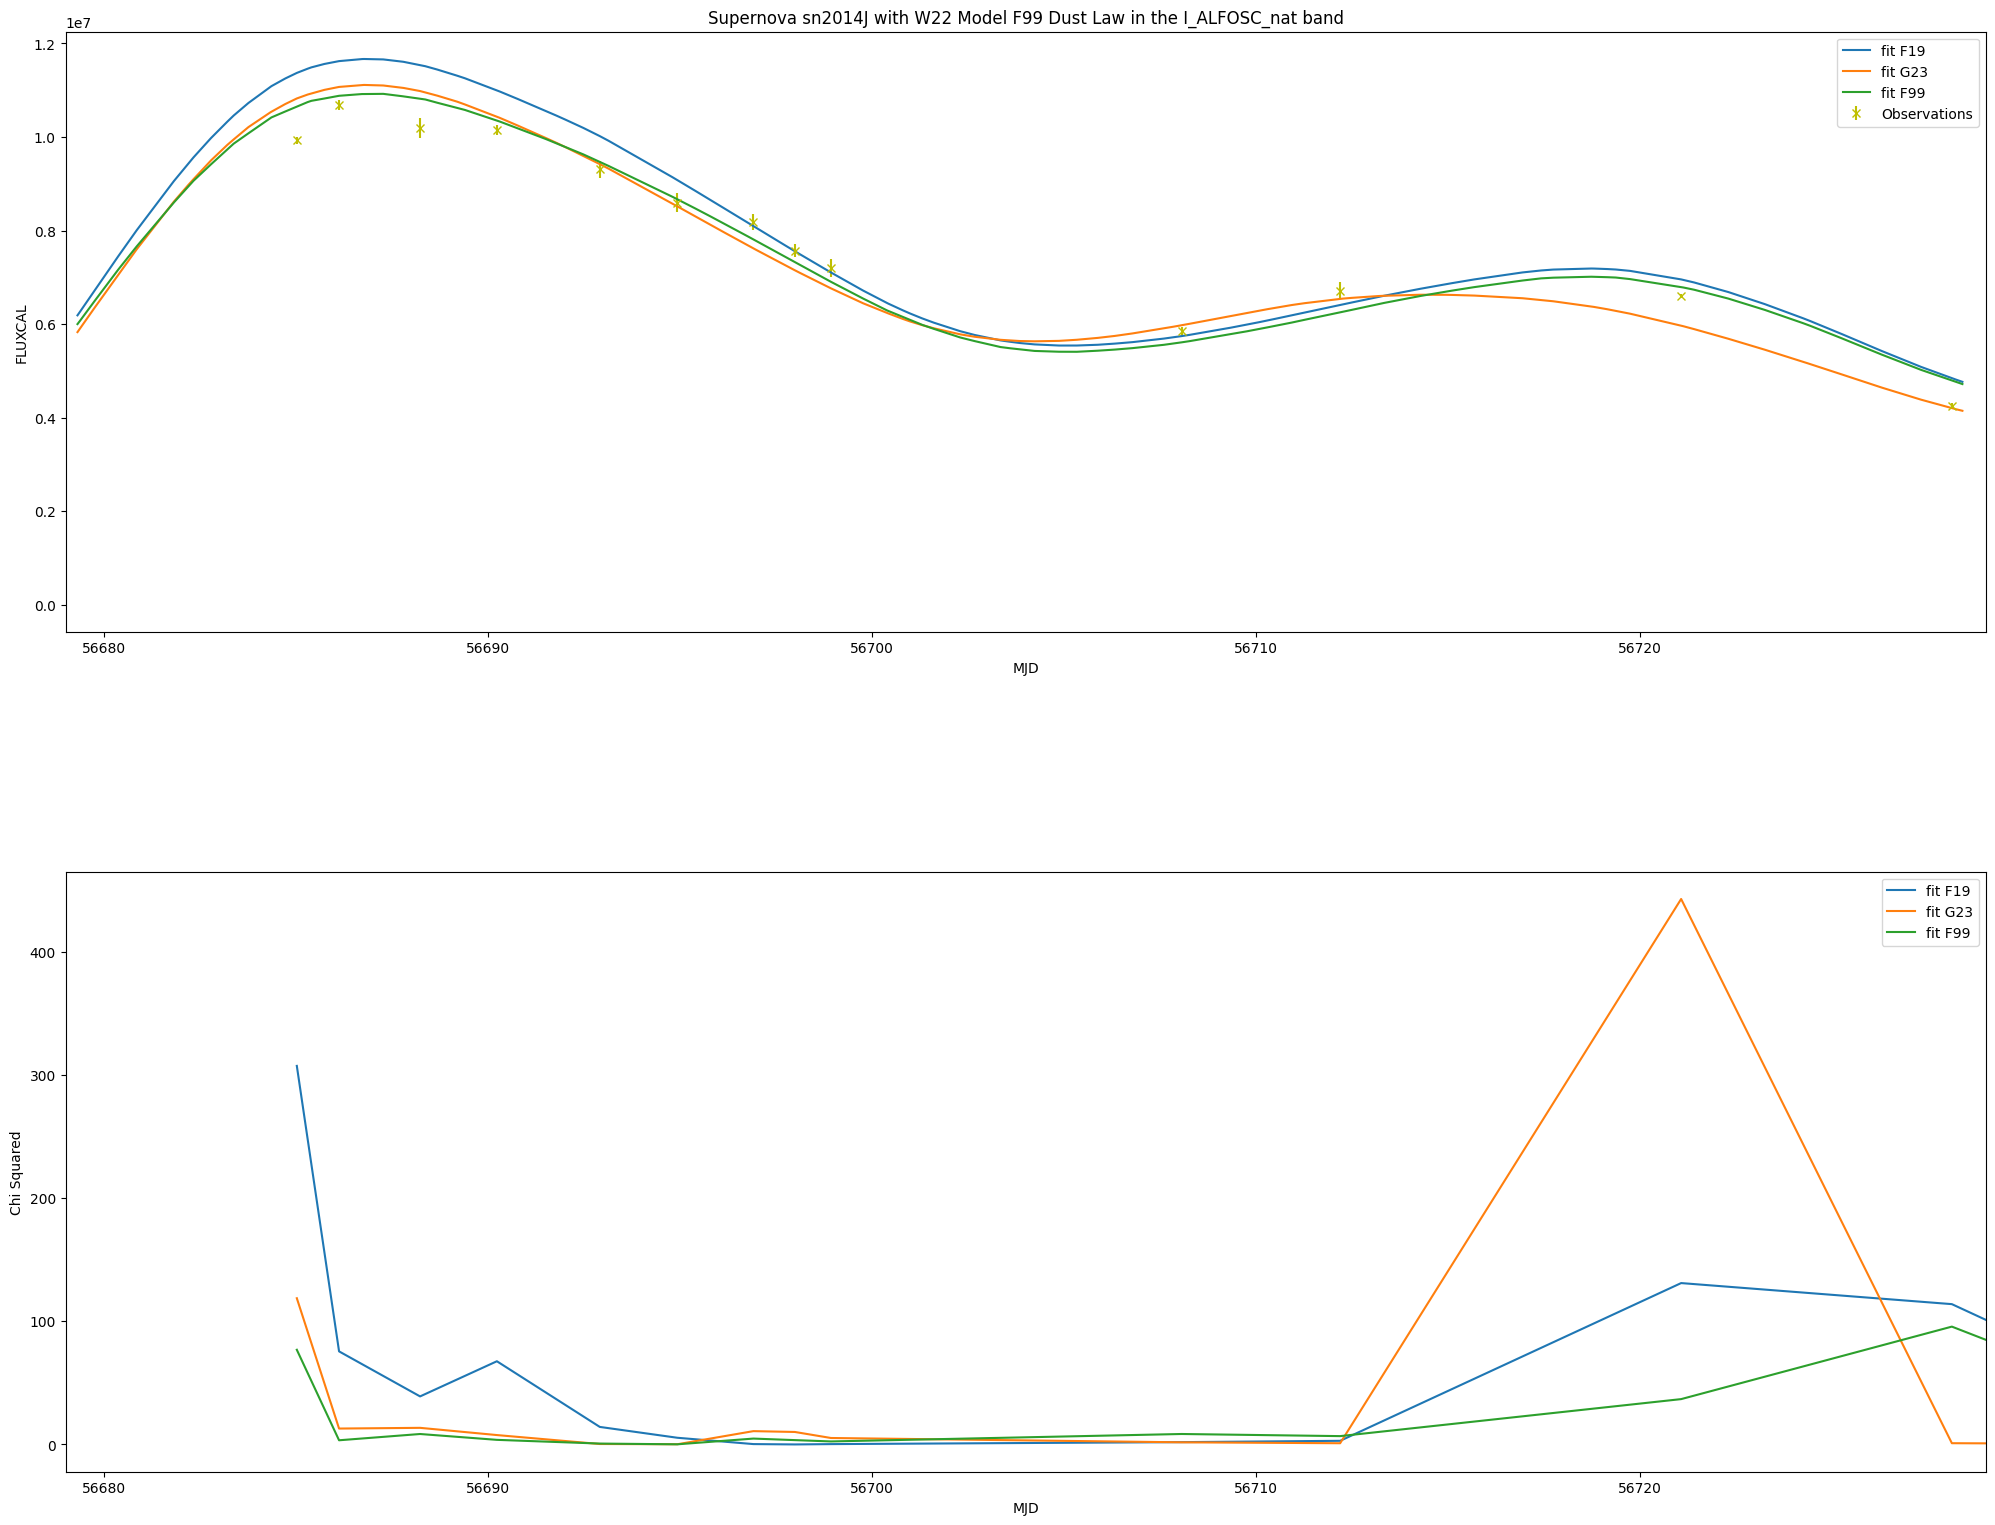 Supernova sn2014J with W22 Model F99 Dust Law in the I_ALFOSC_nat band
1e7
fit F19
fit G23
fit F99
Observations
1.2
1.0
0.8
0.6
0.4
0.2
0.0
FLUXCAL
56680
56690
56700
56710
56720
MJD
fit F19
fit G23
fit F99
400
300
200
100
0
Chi Squared
56680
56690
56700
56710
56720
MJD